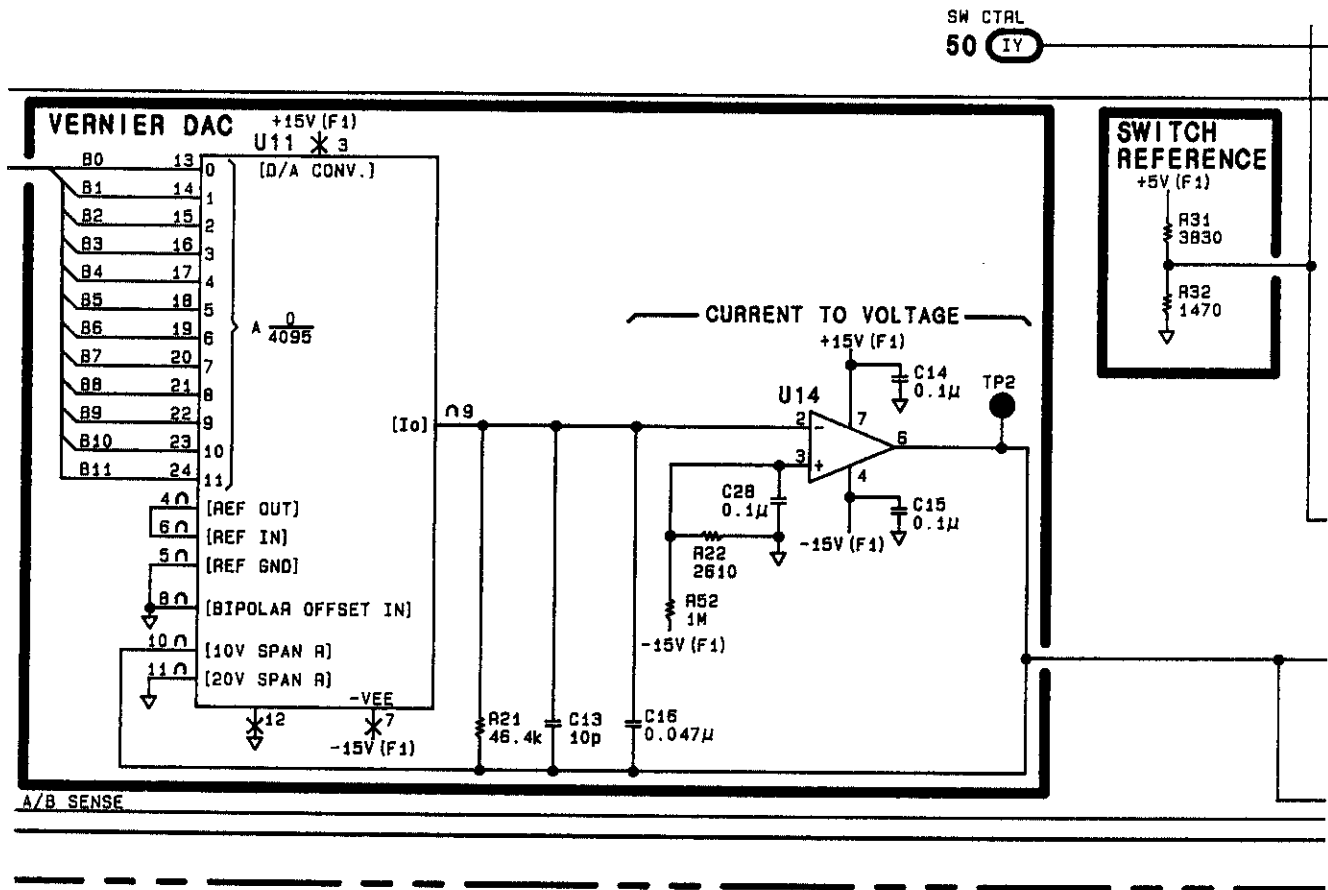 SW CTRL
50 IY
VERNIER DAC
+15V(F1)
U11 3
[D/A CONV.]
B0 13 0
B1 14 1
B2 15 2
B3 16 3
B4 17 4
B5 18 5
B6 19 6
B7 20 7
B8 21 8
B9 22 9
B10 23 10
B11 24 11
A 0
4095
[Io] 9
4 [REF OUT]
6 [REF IN]
5 [REF GND]
8 [BIPOLAR OFFSET IN]
10 [10V SPAN R]
11 [20V SPAN R]
-VEE
12
7
-15V(F1)
R21
46.4k
C13
10p
C16
0.047µ
CURRENT TO VOLTAGE
+15V(F1)
C14
0.1µ
U14
TP2
2 -
7
6
3 +
4
C28
0.1µ
C15
0.1µ
-15V(F1)
R22
2610
R52
1M
-15V(F1)
SWITCH
REFERENCE
+5V(F1)
R31
3830
R32
1470
A/B SENSE